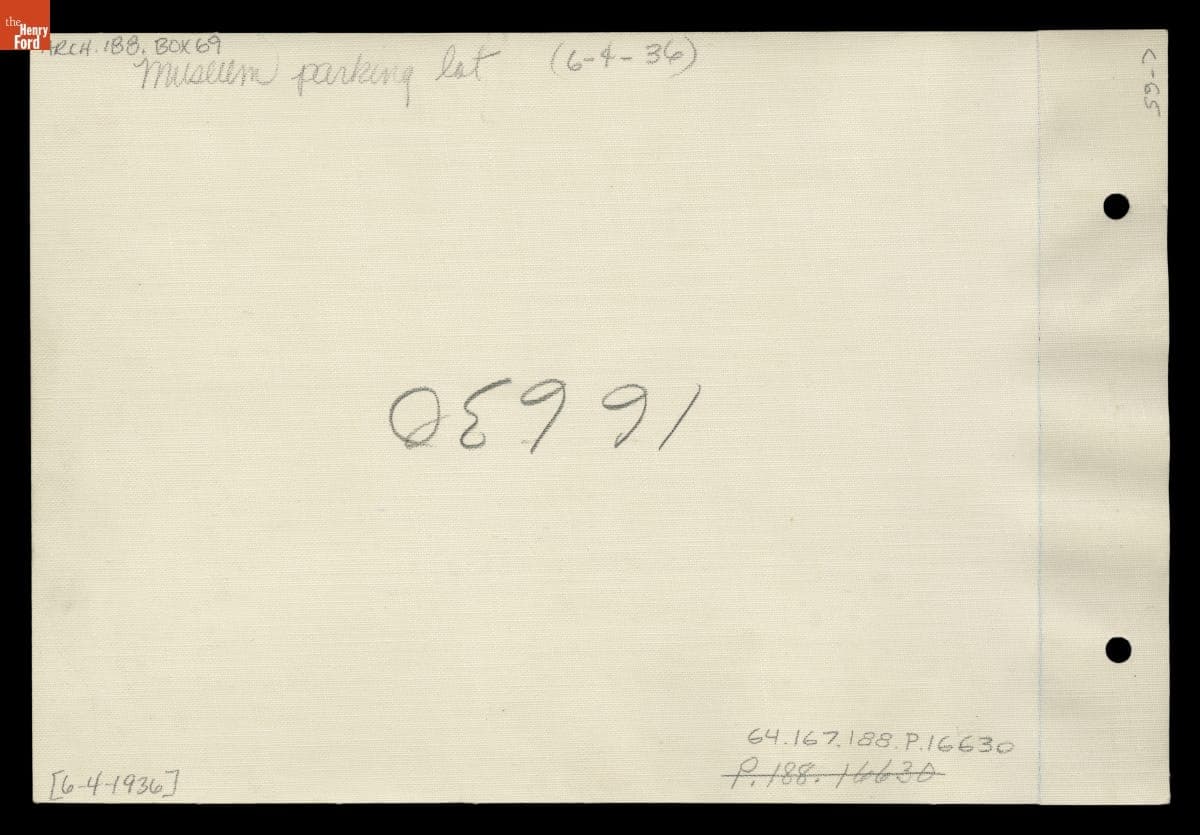 the
Henry
Ford
ARCH. 188. BOX 69
Museum parking lot (6-4-36)
C-65
16630
64.167.188.P.16630
P.188.16630
[6-4-1936]